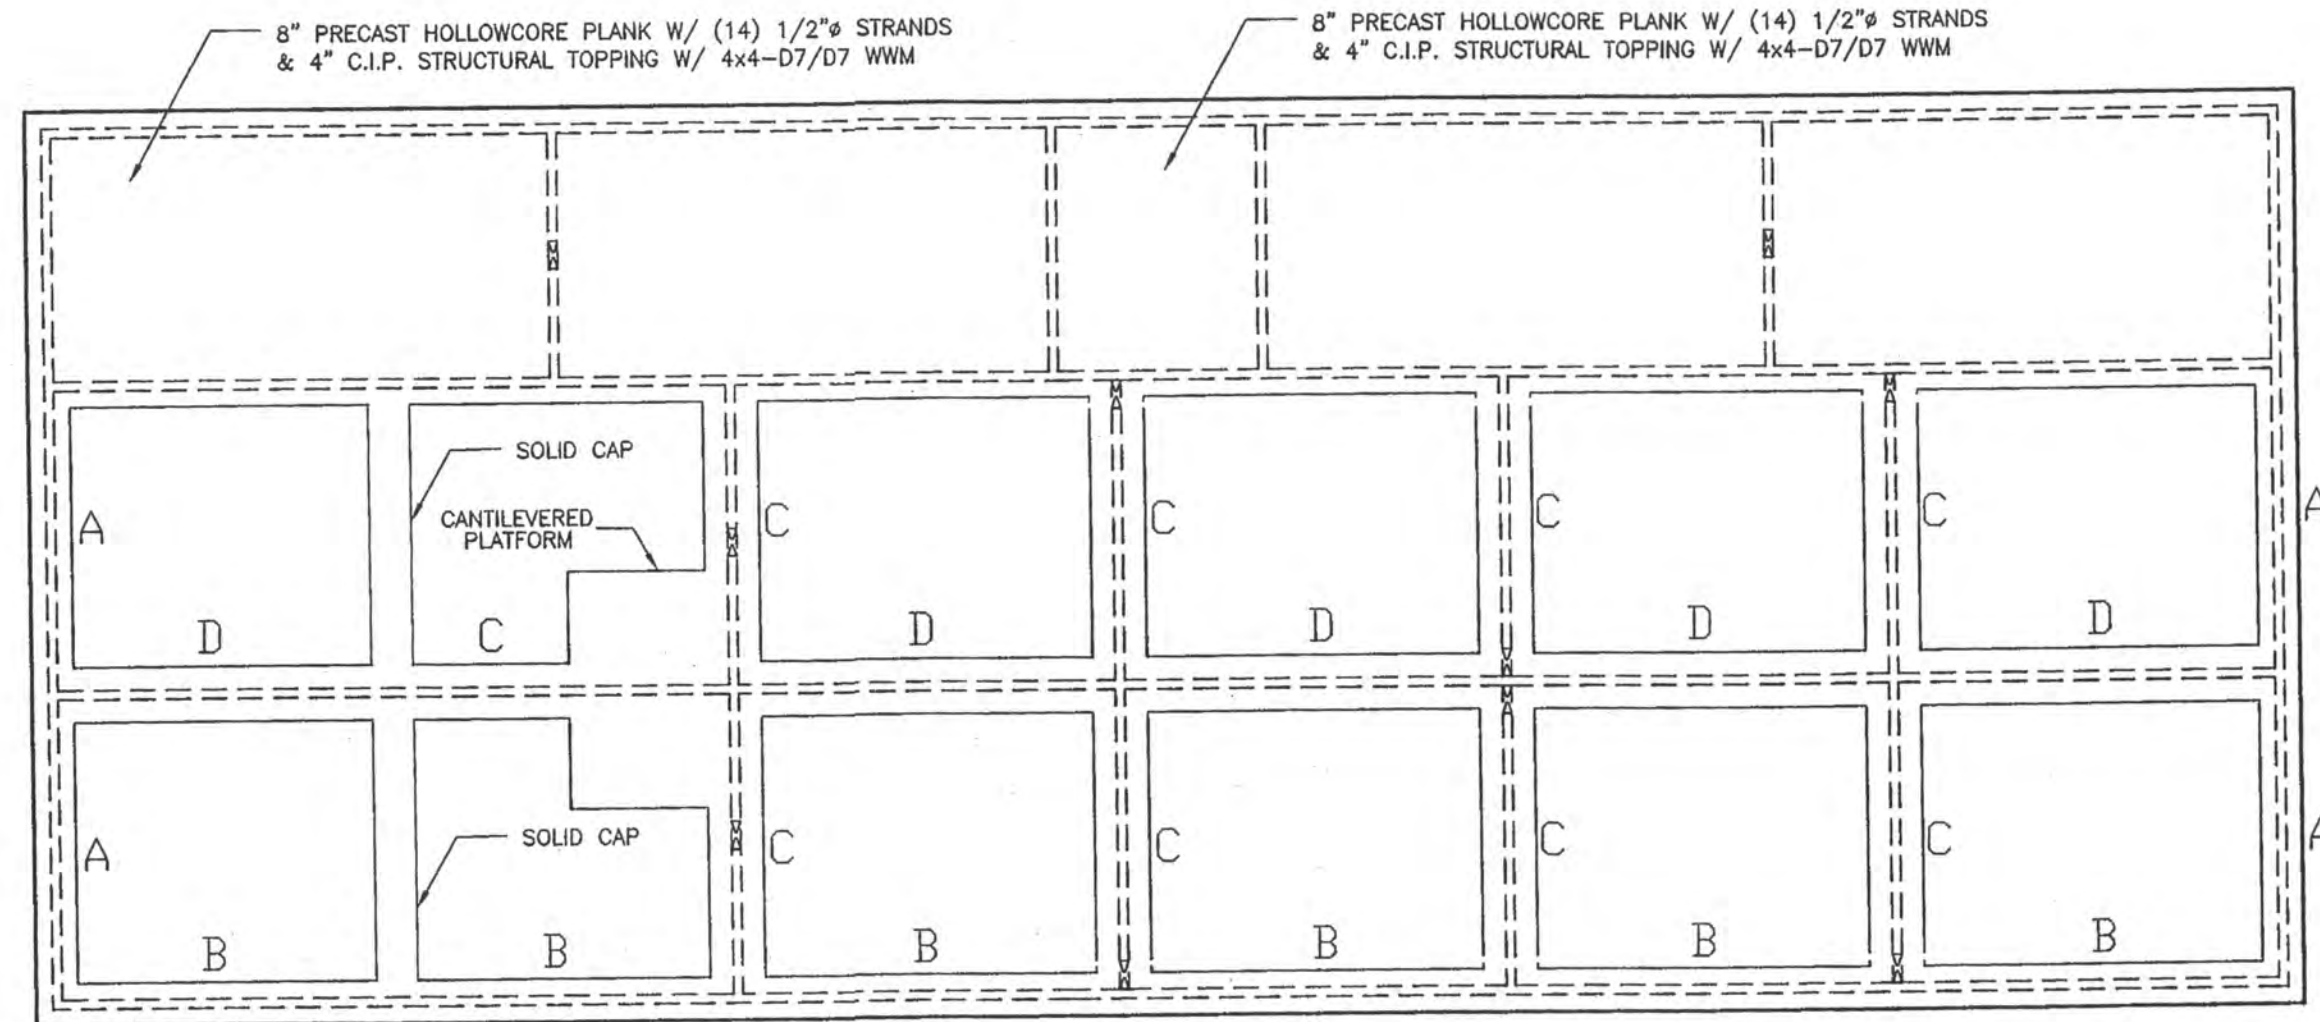 8" PRECAST HOLLOWCORE PLANK W/ (14) 1/2"ø STRANDS
& 4" C.I.P. STRUCTURAL TOPPING W/ 4x4-D7/D7 WWM
8" PRECAST HOLLOWCORE PLANK W/ (14) 1/2"ø STRANDS
& 4" C.I.P. STRUCTURAL TOPPING W/ 4x4-D7/D7 WWM
SOLID CAP
CANTILEVERED
PLATFORM
A
C
C
C
C
A
D
C
D
D
D
D
SOLID CAP
A
C
C
C
C
A
B
B
B
B
B
B